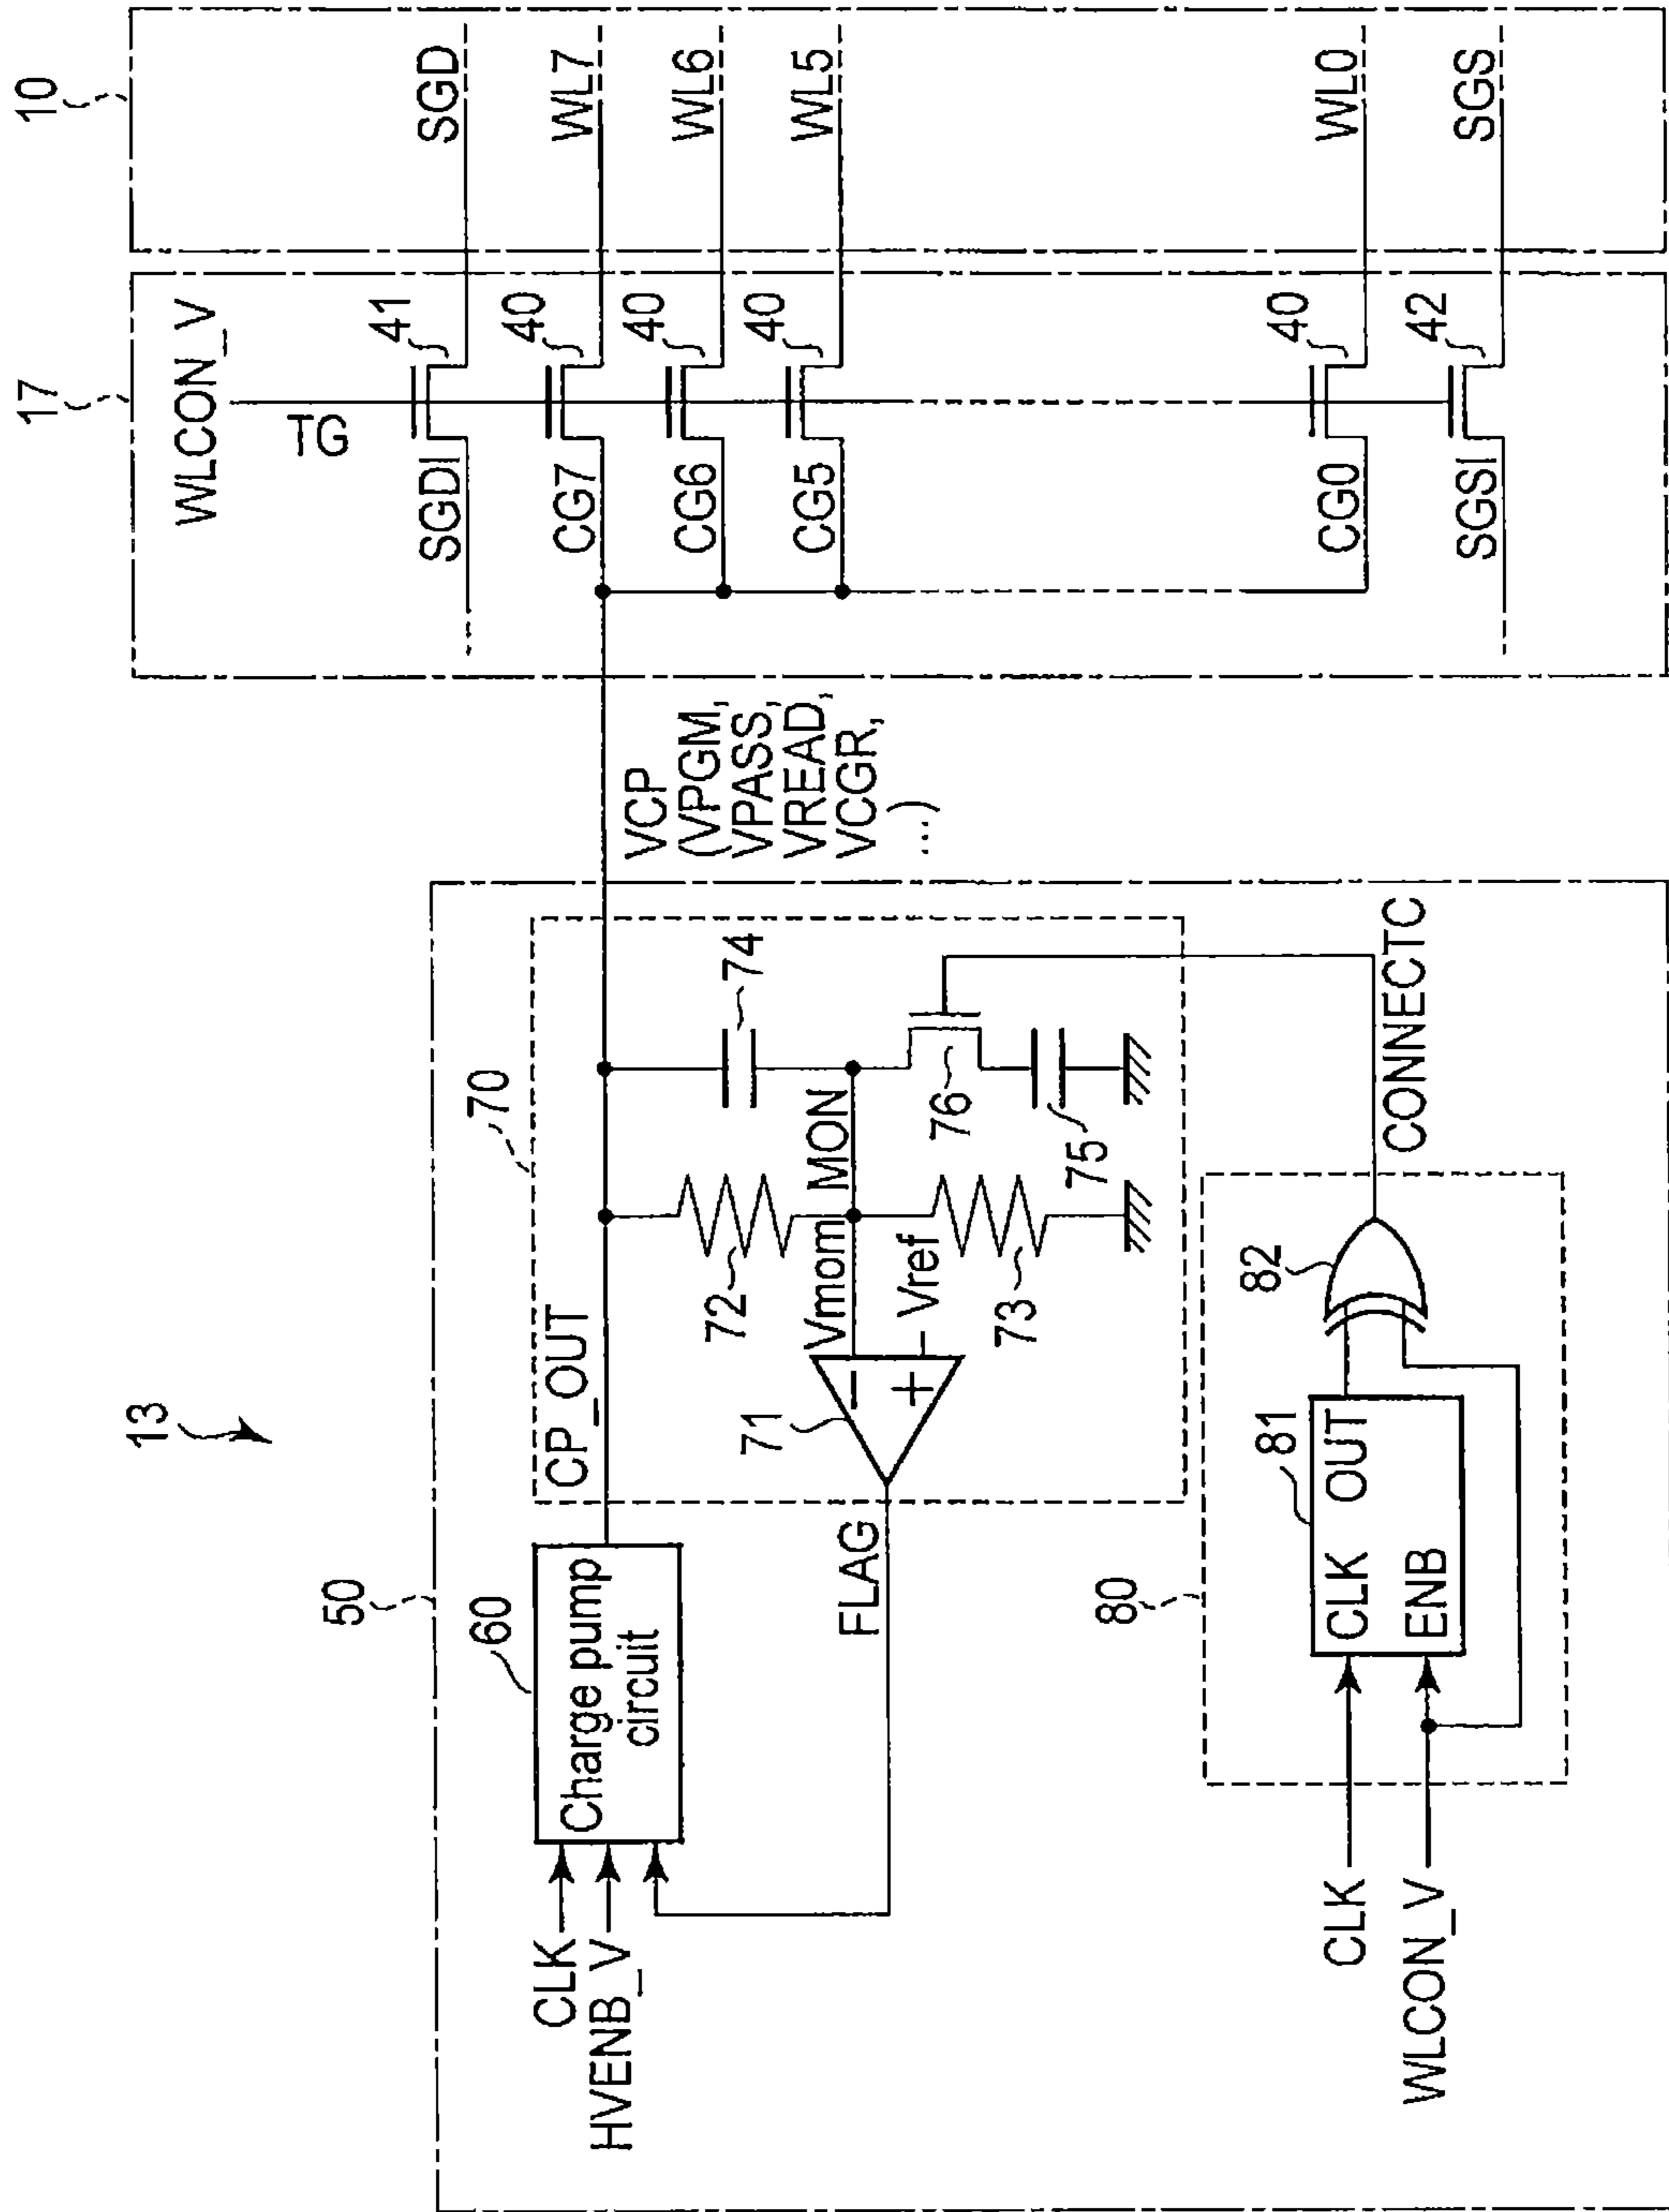 13
50
60
Charge pump
circuit
CLK
HVENB_V
FLAG
CP_OUT
70
71
72
73
74
75
76
Vmom
MON
Vref
80
81
CLK OUT
ENB
82
CLK
WLCON_V
CONNECTC
VCP
(VPGM,
VPASS,
VREAD,
VCGR,
...)
17
WLCON_V
TG
SGDI
41
CG7
40
CG6
40
CG5
40
CG0
40
SGSI
42
10
SGD
WL7
WL6
WL5
WL0
SGS